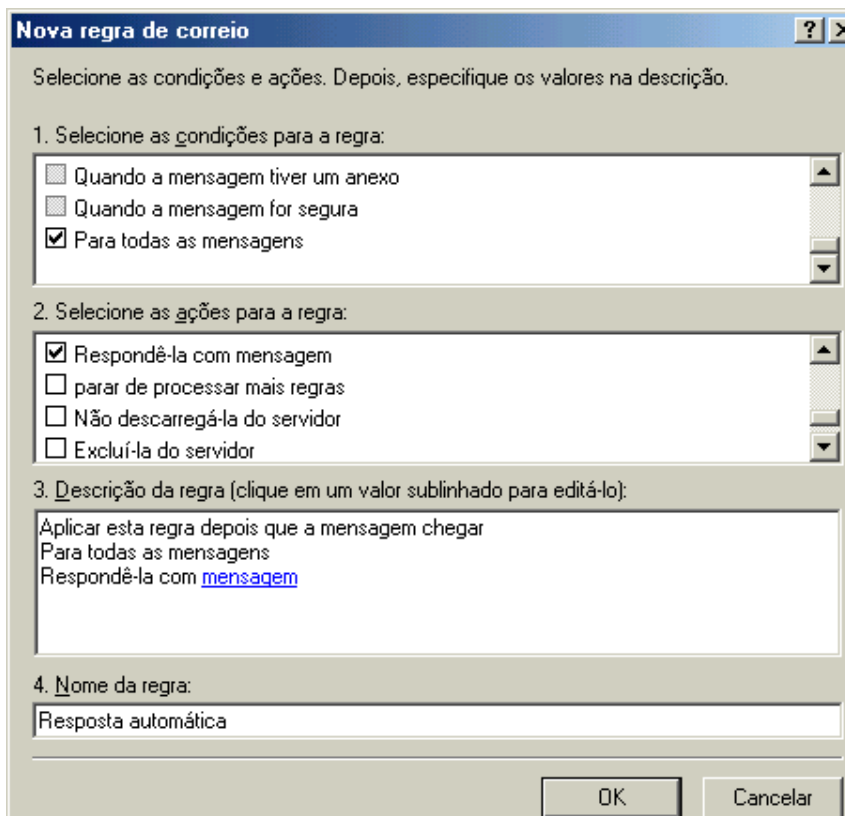 Nova regra de correio
Selecione as condições e ações. Depois, especifique os valores na descrição.
1. Selecione as condições para a regra:
Quando a mensagem tiver um anexo
Quando a mensagem for segura
Para todas as mensagens
2. Selecione as ações para a regra:
Respondê-la com mensagem
parar de processar mais regras
Não descarregá-la do servidor
Excluí-la do servidor
3. Descrição da regra (clique em um valor sublinhado para editá-lo):
Aplicar esta regra depois que a mensagem chegar
Para todas as mensagens
Respondê-la com mensagem
4. Nome da regra:
Resposta automática
OK Cancelar